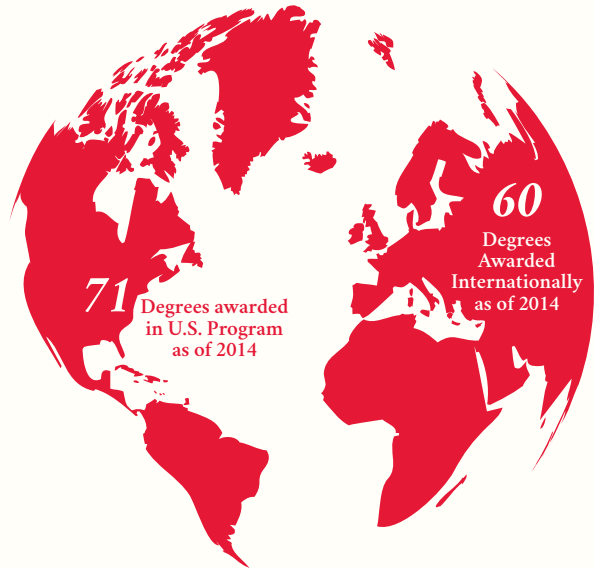 71
Degrees awarded
in U.S. Program
as of 2014
60
Degrees
Awarded
Internationally
as of 2014